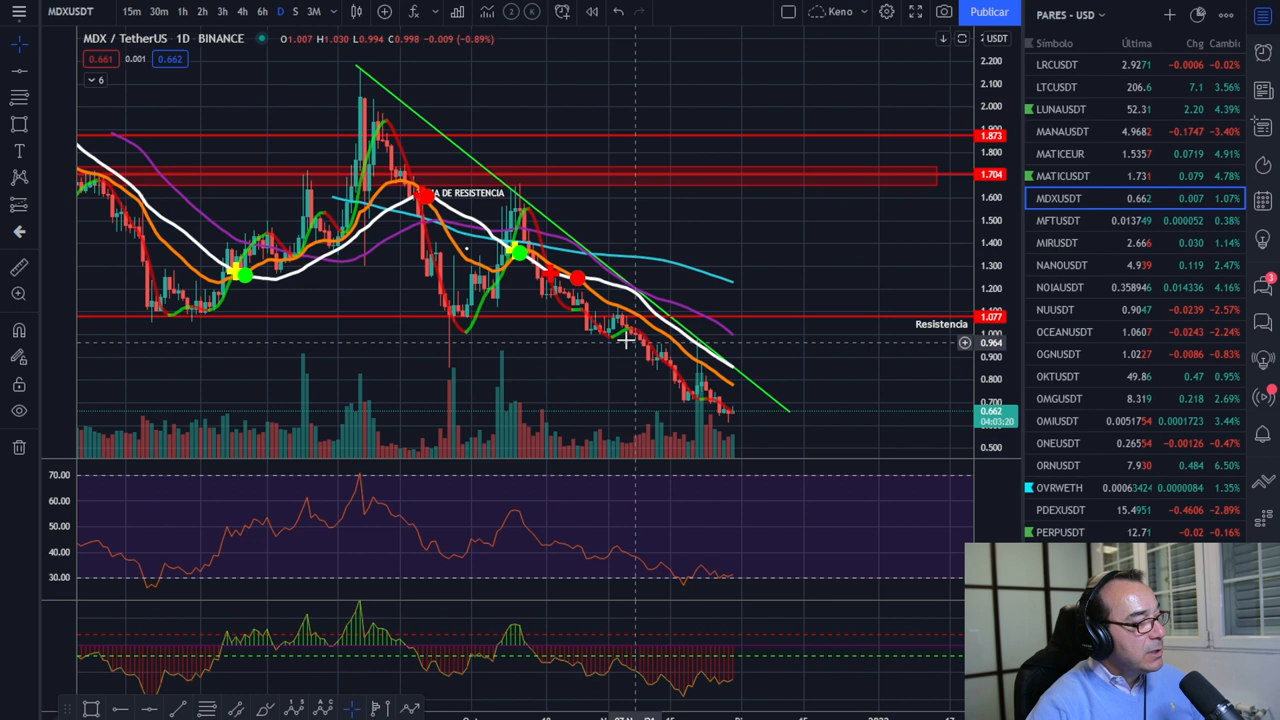 MDXUSDT 15m 30m 1h 2h 3h 4h 6h D S 3M Keno Publicar PARES - USD
MDX / TetherUS · 1D · BINANCE O1.007 H1.030 L0.994 C0.998 -0.009 (-0.89%) USDT
0.661 0.001 0.662
6
2.200
2.100
2.000
1.873
1.800
1.704
1.600
1.500
1.400
1.300
1.200
1.077
1.000
0.964
0.900
0.800
0.700
0.662
04:03:20
0.500
A DE RESISTENCIA
Resistencia
70.00
60.00
50.00
40.00
30.00
15
2022
17
Símbolo Última Chg Cambi
LRCUSDT 2.9271 -0.0006 -0.02%
LTCUSDT 206.6 7.1 3.56%
LUNAUSDT 52.31 2.20 4.39%
MANAUSDT 4.9682 -0.1747 -3.40%
MATICEUR 1.5357 0.0719 4.91%
MATICUSDT 1.731 0.079 4.78%
MDXUSDT 0.662 0.007 1.07%
MFTUSDT 0.013749 0.000052 0.38%
MIRUSDT 2.666 0.030 1.14%
NANOUSDT 4.939 0.119 2.47%
NOIAUSDT 0.358946 0.014336 4.16%
NUUSDT 0.9047 -0.0239 -2.57%
OCEANUSDT 1.0607 -0.0243 -2.24%
OGNUSDT 1.0227 -0.0086 -0.83%
OKTUSDT 49.86 0.47 0.95%
OMGUSDT 8.319 0.218 2.69%
OMIUSDT 0.0051754 0.0001732 3.44%
ONEUSDT 0.26554 -0.00126 -0.47%
ORNUSDT 7.930 0.484 6.50%
OVRWETH 0.00063424 0.0000084 1.35%
PDEXUSDT 15.4951 -0.4606 -2.89%
PERPUSDT 12.71 -0.02 -0.16%